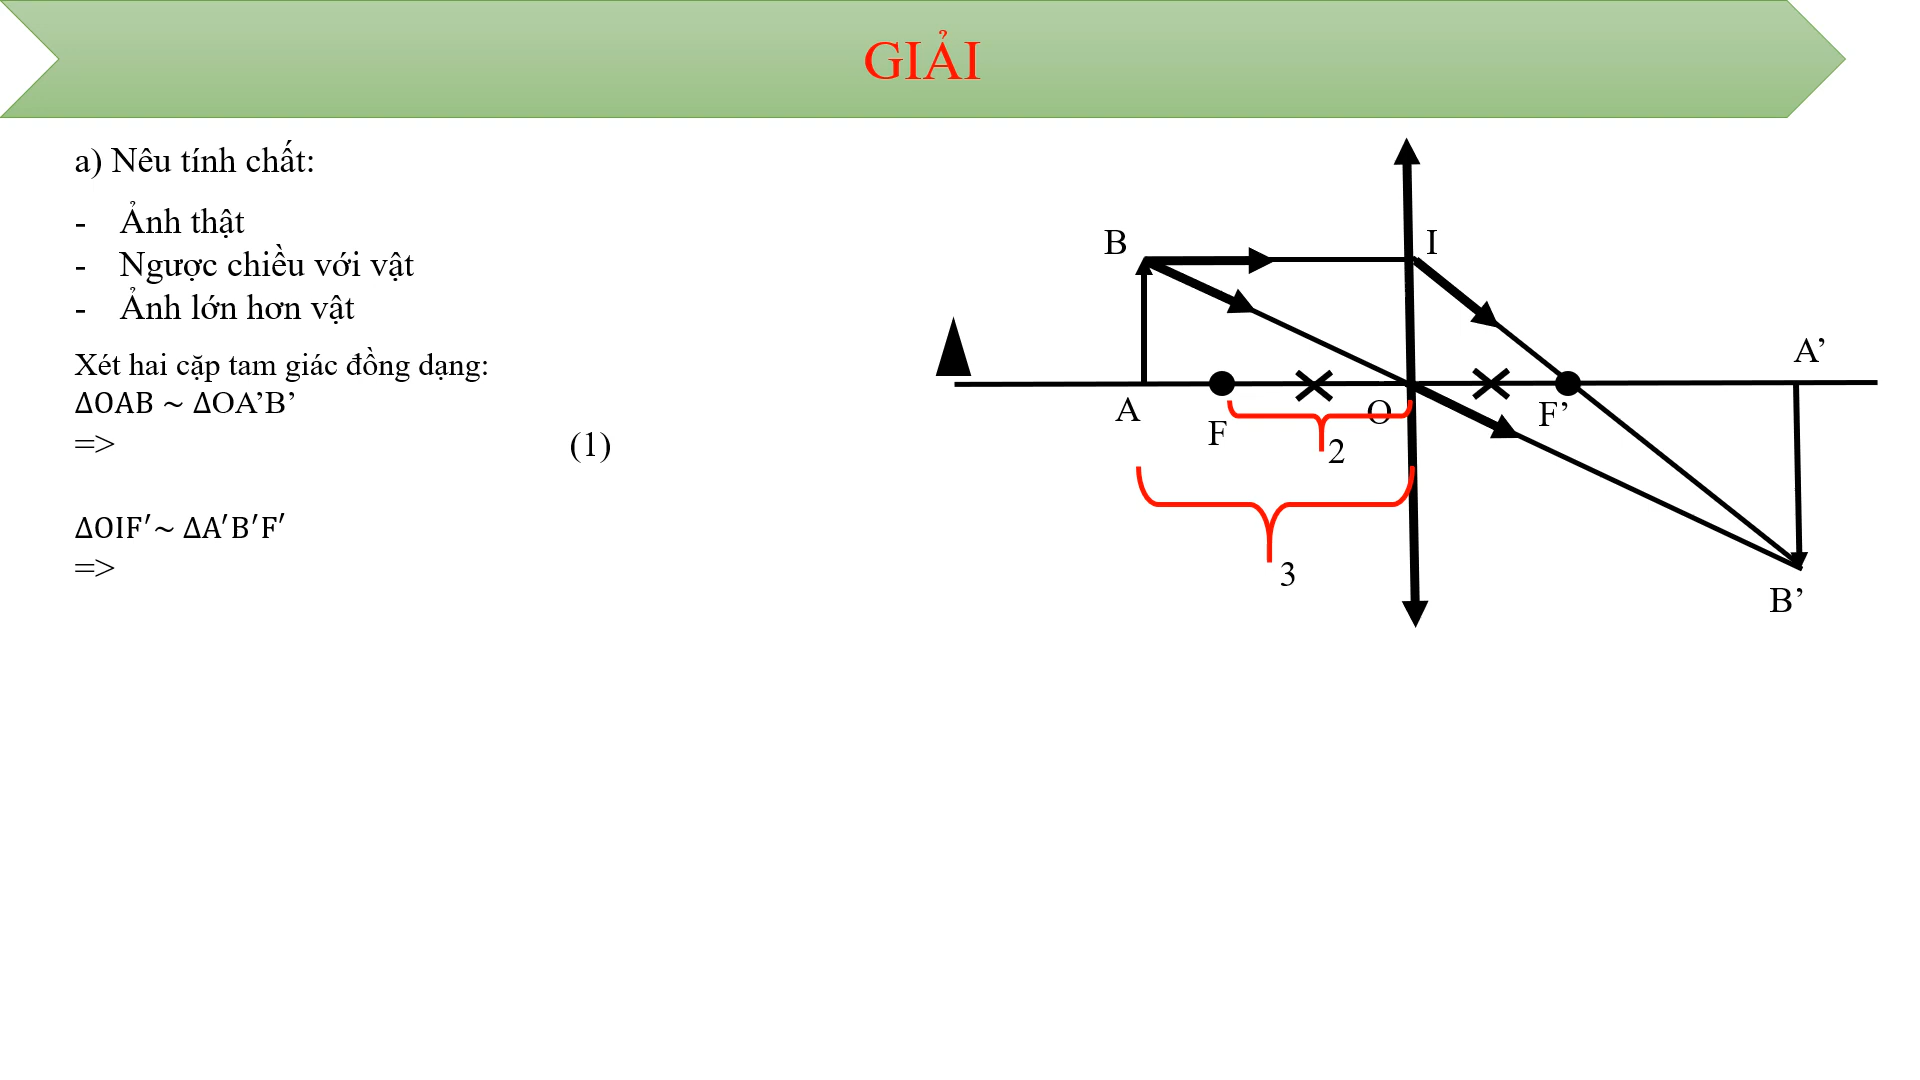 GIẢI
a) Nêu tính chất:
- Ảnh thật
- Ngược chiều với vật
- Ảnh lớn hơn vật
Xét hai cặp tam giác đồng dạng:
ΔOAB ~ ΔOA’B’
=> (1)
ΔOIF′~ ΔA′B′F′
=>
B
I
A’
A
F
O
F’
2
3
B’